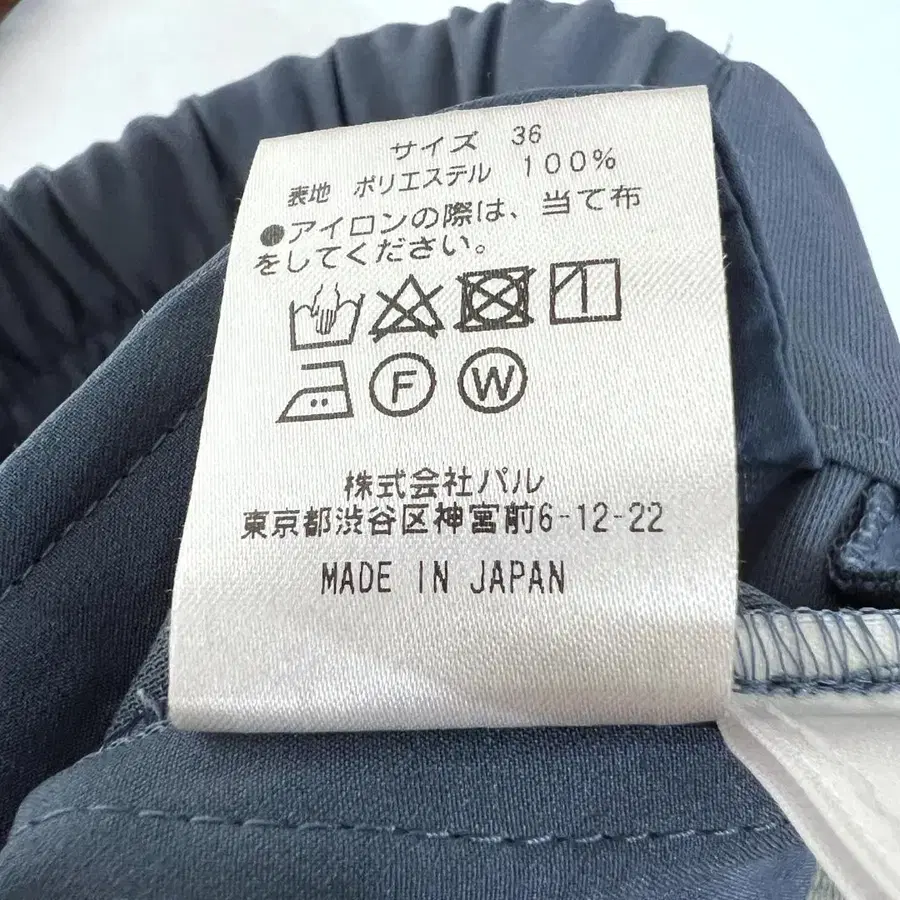 サイズ 36
表地 ポリエステル 100%
●アイロンの際は、当て布
をしてください。
F W
株式会社パル
東京都渋谷区神宮前6-12-22
MADE IN JAPAN